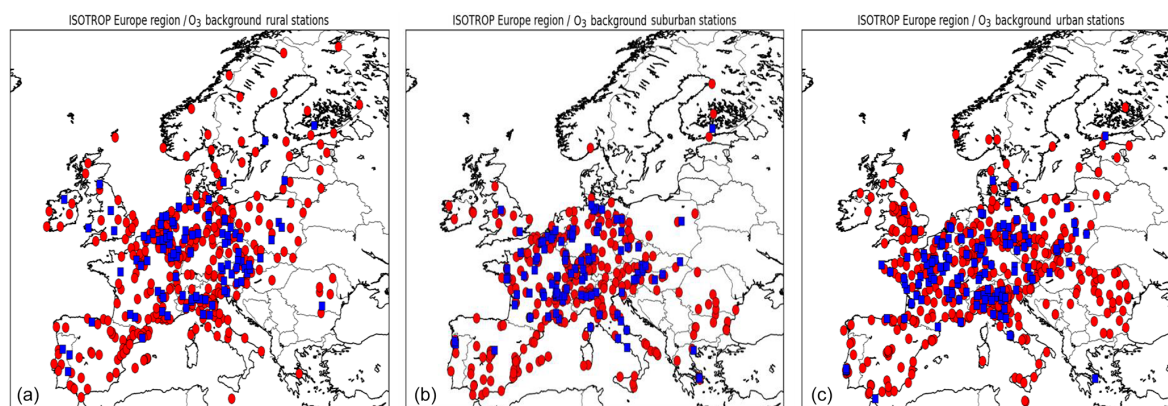 ISOTROP Europe region / O₃ background rural stations
ISOTROP Europe region / O₃ background suburban stations
ISOTROP Europe region / O₃ background urban stations
(a)
(b)
(c)